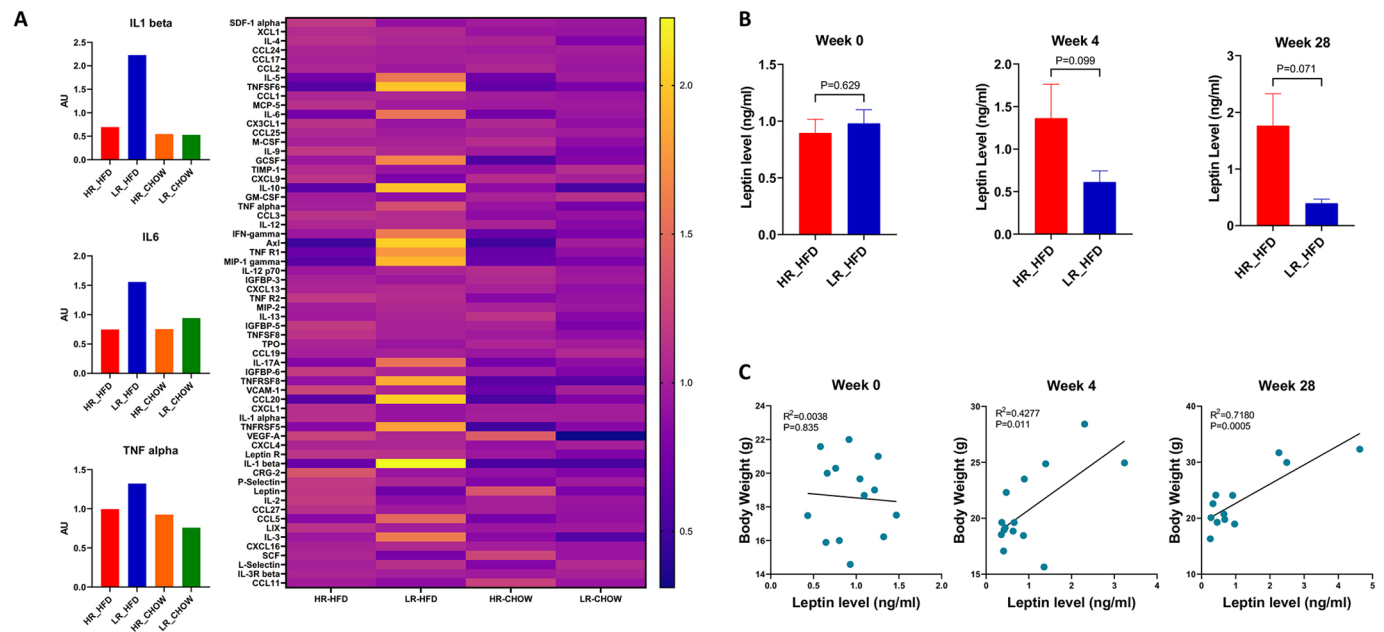 A
IL1 beta
AU
2.5
2.0
1.5
1.0
0.5
0.0
HR_HFD
LR_HFD
HR_CHOW
LR_CHOW
IL6
AU
2.0
1.5
1.0
0.5
0.0
HR_HFD
LR_HFD
HR_CHOW
LR_CHOW
TNF alpha
AU
1.5
1.0
0.5
0.0
HR_HFD
LR_HFD
HR_CHOW
LR_CHOW
SDF-1 alpha
XCL1
IL-4
CCL24
CCL17
CCL2
IL-5
TNFSF6
CCL1
MCP-5
IL-6
CX3CL1
CCL25
M-CSF
IL-9
GCSF
TIMP-1
CXCL9
IL-10
GM-CSF
TNF alpha
CCL3
IL-12
IFN-gamma
Axl
TNF R1
MIP-1 gamma
IL-12 p70
IGFBP-3
CXCL13
TNF R2
MIP-2
IL-13
IGFBP-5
TNFSF8
TPO
CCL19
IL-17A
IGFBP-6
TNFRSF8
VCAM-1
CCL20
CXCL1
IL-1 alpha
TNFRSF5
VEGF-A
CXCL4
Leptin R
IL-1 beta
CRG-2
P-Selectin
Leptin
IL-2
CCL27
CCL5
LIX
IL-3
CXCL16
SCF
L-Selectin
IL-3R beta
CCL11
HR-HFD
LR-HFD
HR-CHOW
LR-CHOW
2.0
1.5
1.0
0.5
B
Week 0
P=0.629
Leptin level (ng/ml)
1.5
1.0
0.5
0.0
HR_HFD
LR_HFD
Week 4
P=0.099
Leptin Level (ng/ml)
2.0
1.5
1.0
0.5
0.0
HR_HFD
LR_HFD
Week 28
P=0.071
Leptin Level (ng/ml)
3
2
1
0
HR_HFD
LR_HFD
C
Week 0
R2=0.0038
P=0.835
Body Weight (g)
24
22
20
18
16
14
0.0
0.5
1.0
1.5
2.0
Leptin level (ng/ml)
Week 4
R2=0.4277
P=0.011
Body Weight (g)
30
25
20
15
0
1
2
3
4
Leptin level (ng/ml)
Week 28
R2=0.7180
P=0.0005
Body Weight (g)
40
30
20
10
0
1
2
3
4
5
Leptin level (ng/ml)